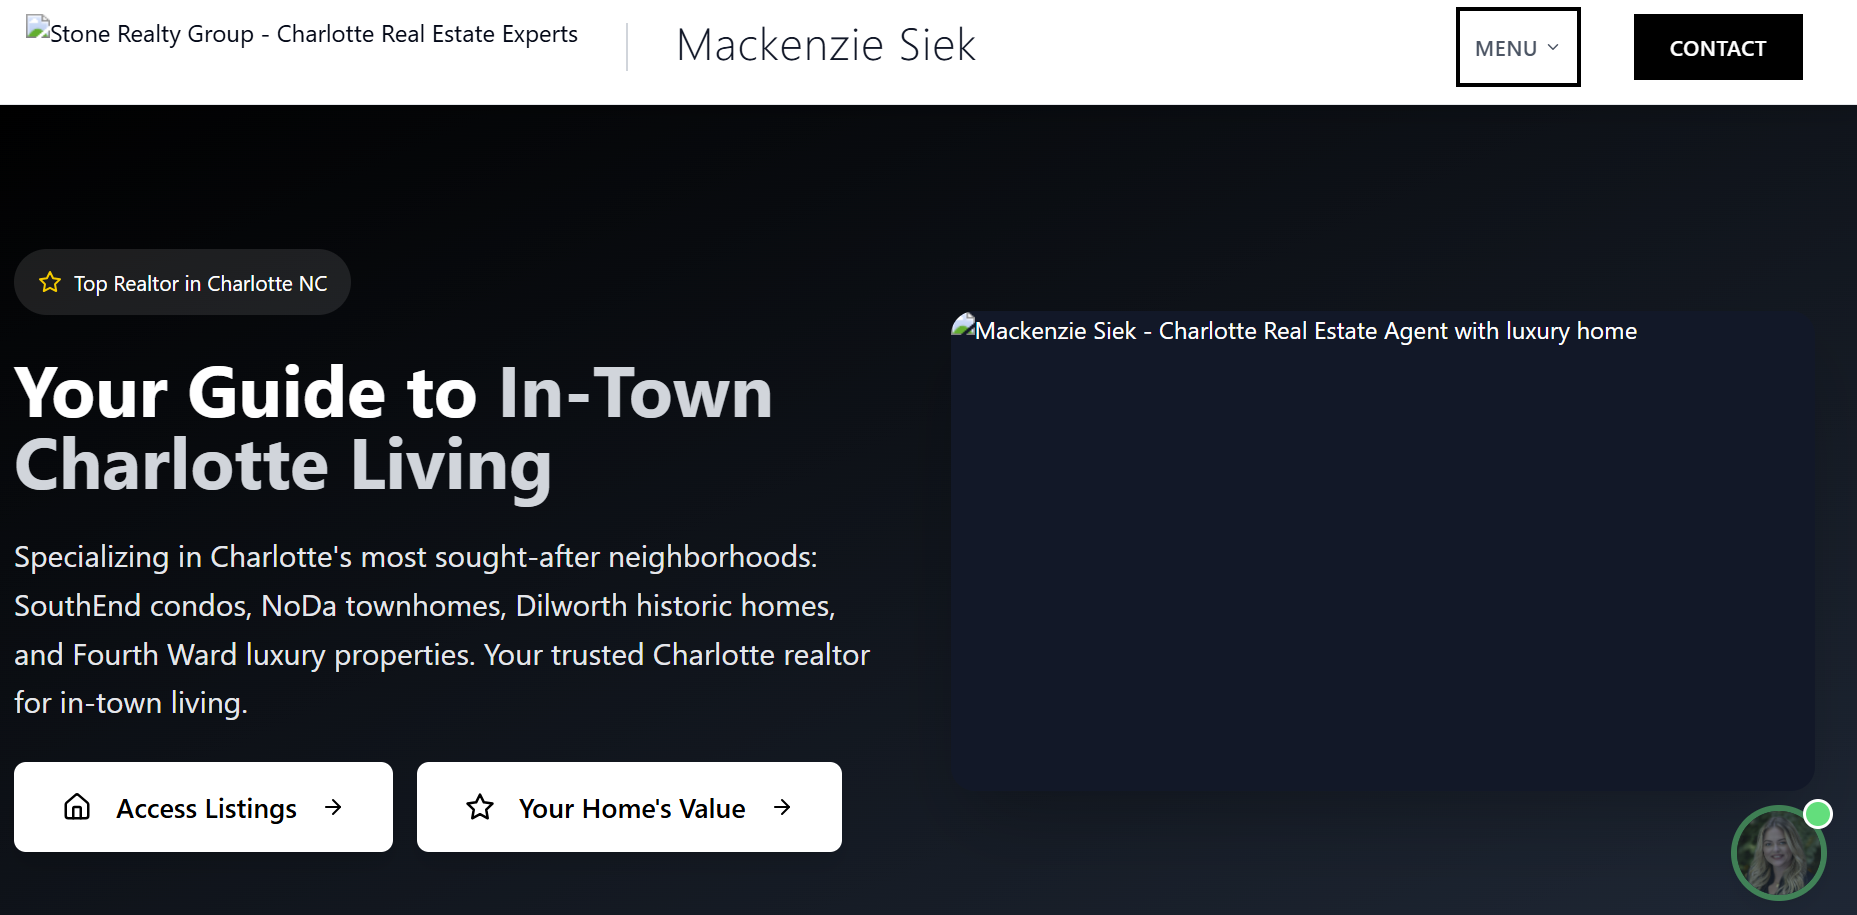 Stone Realty Group - Charlotte Real Estate Experts
Mackenzie Siek
MENU
CONTACT
Top Realtor in Charlotte NC
Your Guide to In-Town
Charlotte Living
Specializing in Charlotte's most sought-after neighborhoods:
SouthEnd condos, NoDa townhomes, Dilworth historic homes,
and Fourth Ward luxury properties. Your trusted Charlotte realtor
for in-town living.
Access Listings
Your Home's Value
Mackenzie Siek - Charlotte Real Estate Agent with luxury home